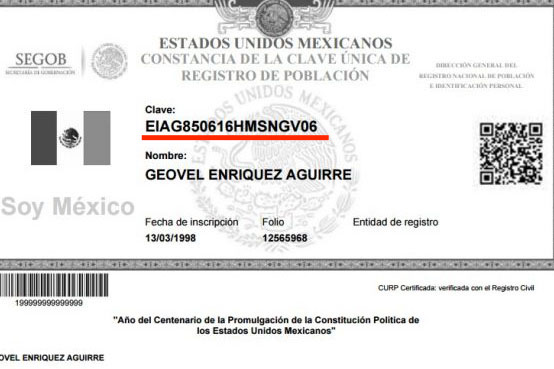 SEGOB
SECRETARÍA DE GOBERNACIÓN
ESTADOS UNIDOS MEXICANOS
CONSTANCIA DE LA CLAVE ÚNICA DE
REGISTRO DE POBLACIÓN
DIRECCIÓN GENERAL DEL
REGISTRO NACIONAL DE POBLACIÓN
E IDENTIFICACIÓN PERSONAL
UNIDOS MEXICANOS
Clave:
EIAG850616HMSNGV06
Nombre:
GEOVEL ENRIQUEZ AGUIRRE
Soy México
Fecha de inscripción Folio Entidad de registro
13/03/1998 12565968
CURP Certificada: verificada con el Registro Civil
199999999999999
"Año del Centenario de la Promulgación de la Constitución Política de
los Estados Unidos Mexicanos"
OVEL ENRIQUEZ AGUIRRE